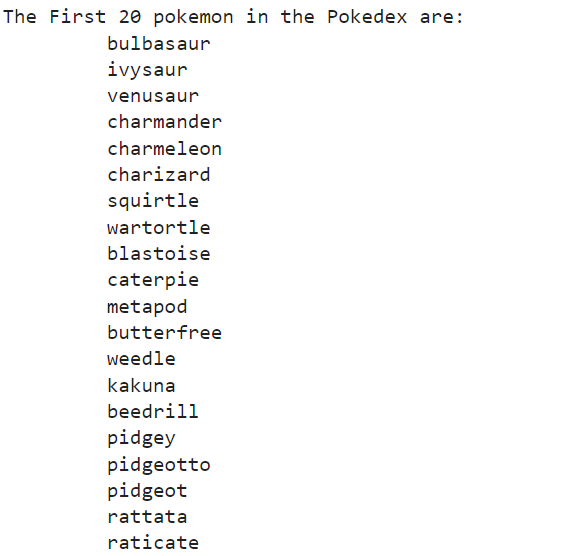 The First 20 pokemon in the Pokedex are:
bulbasaur
ivysaur
venusaur
charmander
charmeleon
charizard
squirtle
wartortle
blastoise
caterpie
metapod
butterfree
weedle
kakuna
beedrill
pidgey
pidgeotto
pidgeot
rattata
raticate